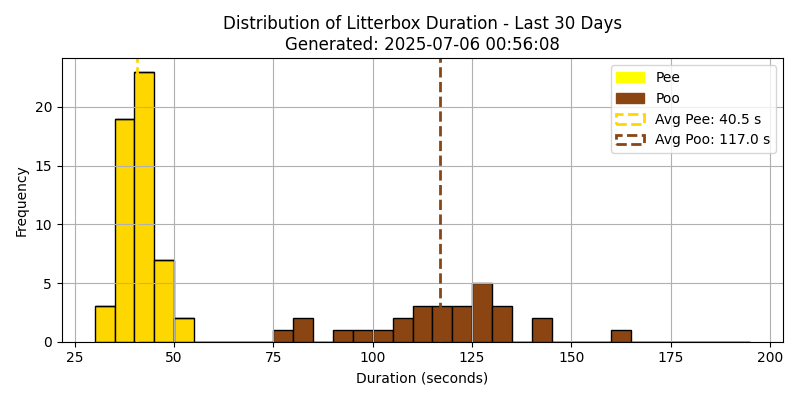 Distribution of Litterbox Duration - Last 30 Days
Generated: 2025-07-06 00:56:08
Pee
Poo
Avg Pee: 40.5 s
Avg Poo: 117.0 s
Frequency
20
15
10
5
0
25 50 75 100 125 150 175 200
Duration (seconds)